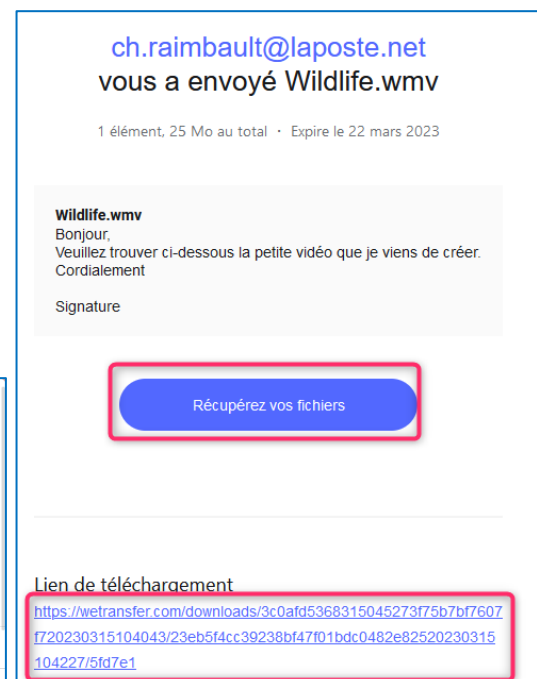 ch.raimbault@laposte.net
vous a envoyé Wildlife.wmv
1 élément, 25 Mo au total · Expire le 22 mars 2023
Wildlife.wmv
Bonjour,
Veuillez trouver ci-dessous la petite vidéo que je viens de créer.
Cordialement
Signature
Récupérez vos fichiers
Lien de téléchargement
https://wetransfer.com/downloads/3c0afd5368315045273f75b7bf7607
f720230315104043/23eb5f4cc39238bf47f01bdc0482e82520230315
104227/5fd7e1